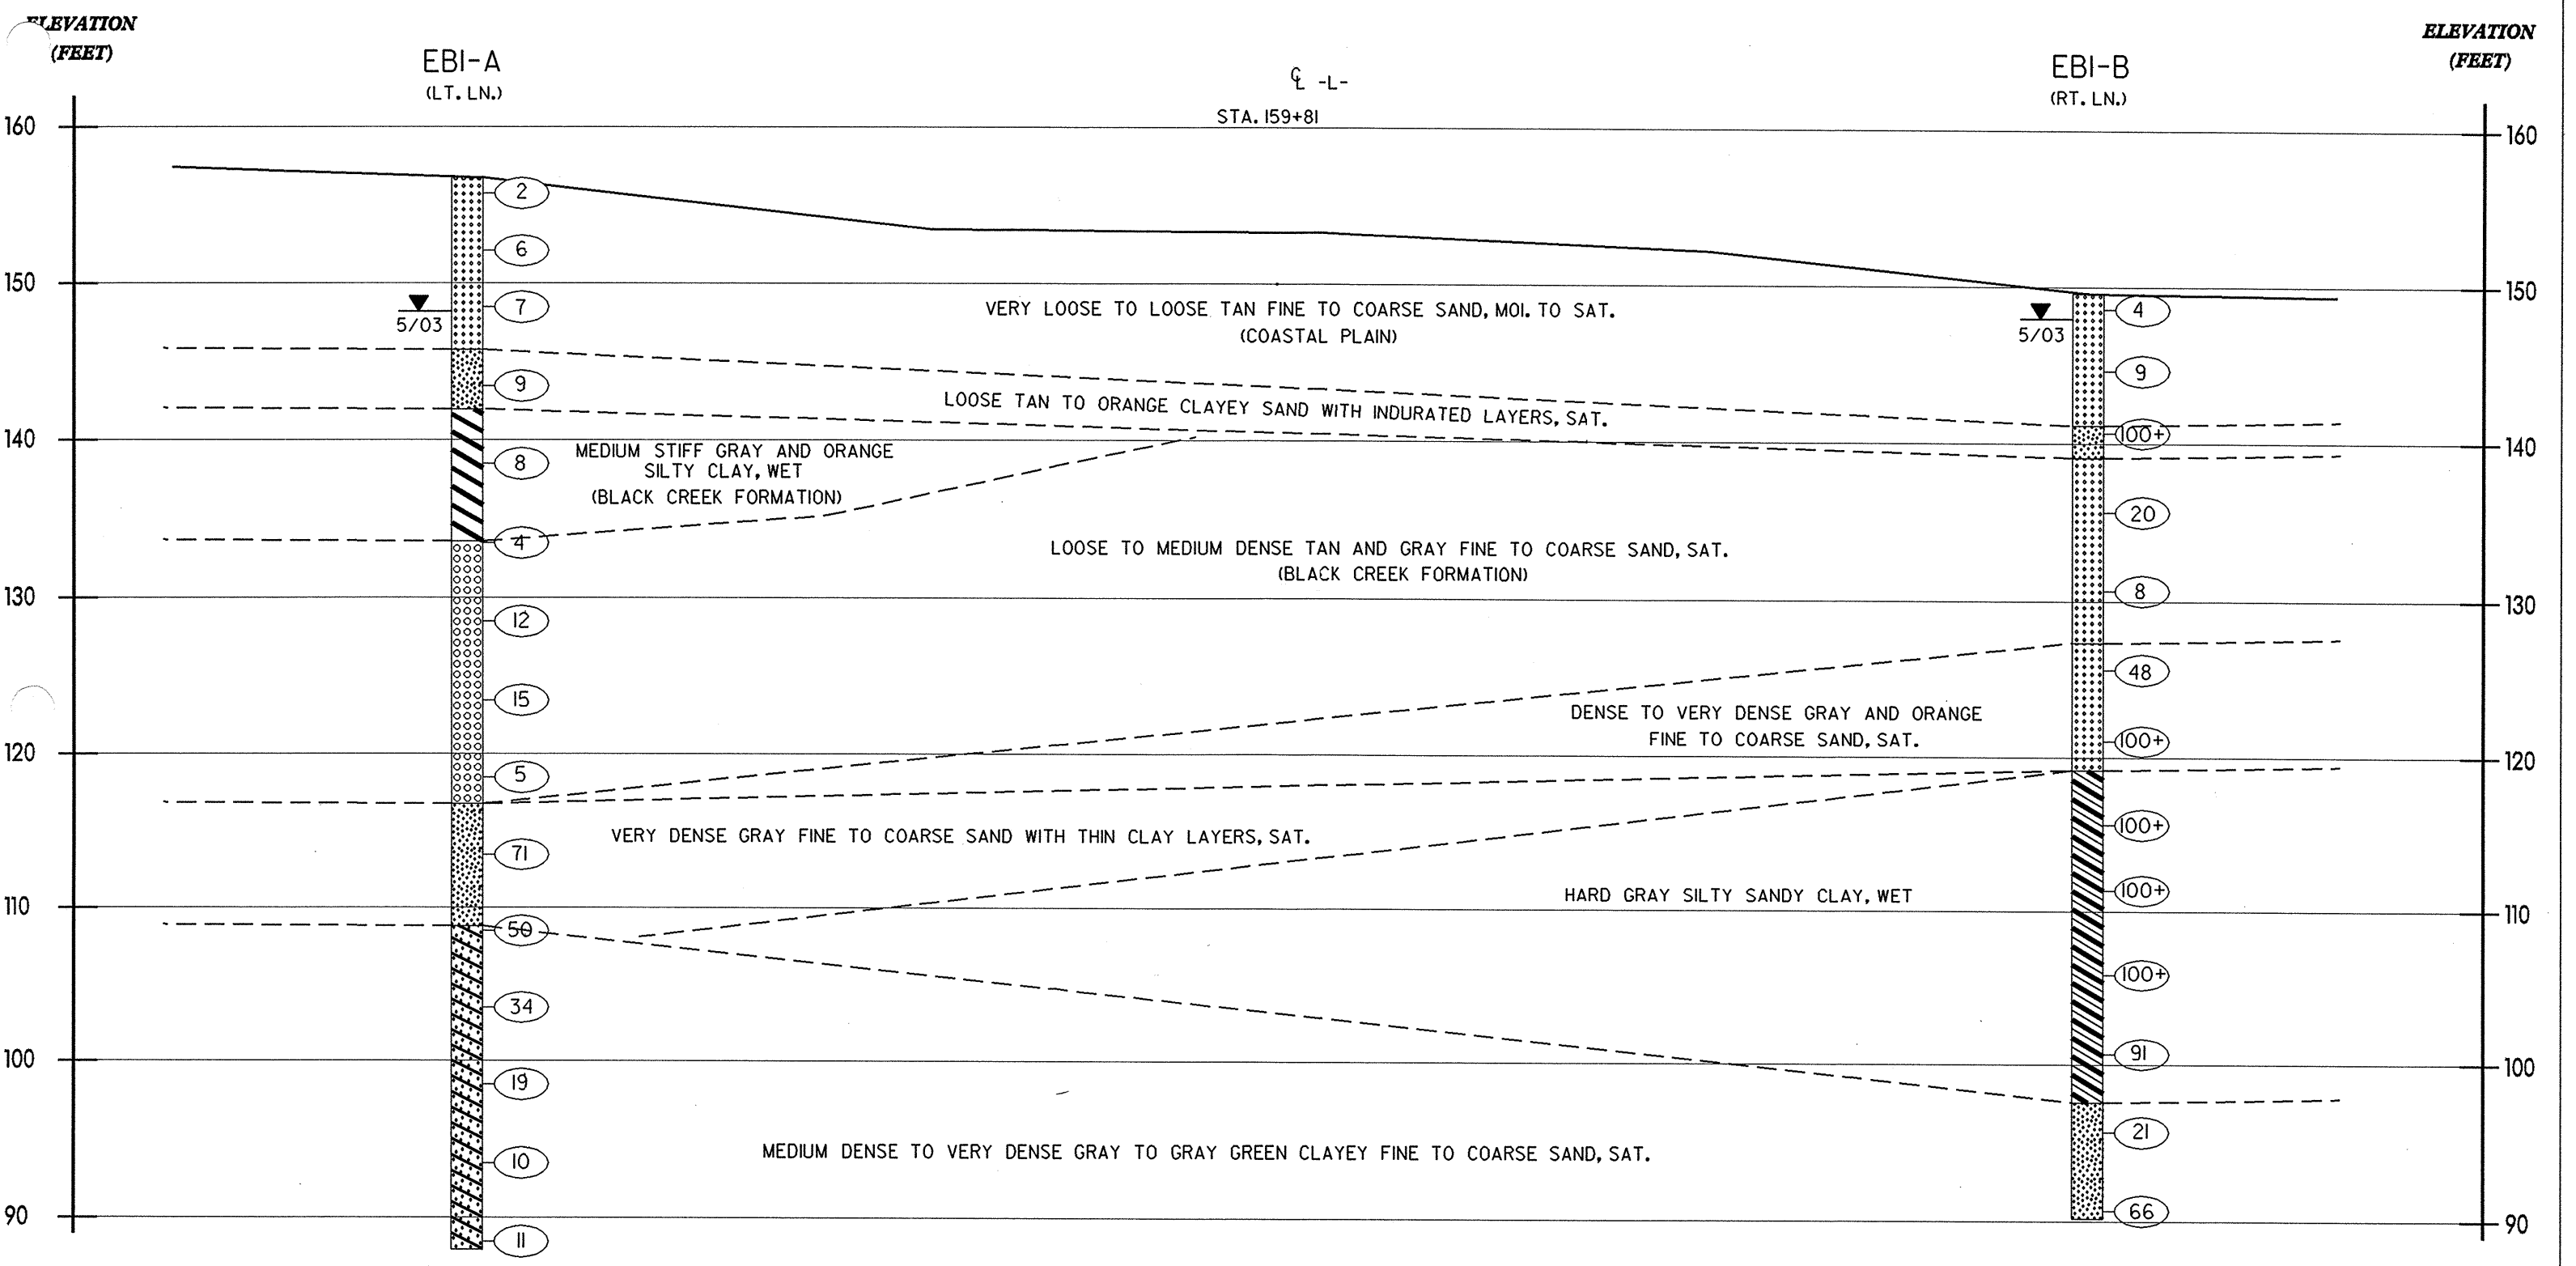 ELEVATION
(FEET)
ELEVATION
(FEET)
EB1-A
(LT. LN.)
℄ -L-
STA. 159+81
EB1-B
(RT. LN.)
160
160
2
6
150
150
7
5/03
VERY LOOSE TO LOOSE TAN FINE TO COARSE SAND, MOI. TO SAT.
(COASTAL PLAIN)
4
5/03
9
9
LOOSE TAN TO ORANGE CLAYEY SAND WITH INDURATED LAYERS, SAT.
100+
140
140
8
MEDIUM STIFF GRAY AND ORANGE
SILTY CLAY, WET
(BLACK CREEK FORMATION)
20
4
LOOSE TO MEDIUM DENSE TAN AND GRAY FINE TO COARSE SAND, SAT.
(BLACK CREEK FORMATION)
8
130
130
12
48
15
DENSE TO VERY DENSE GRAY AND ORANGE
FINE TO COARSE SAND, SAT.
100+
120
120
5
VERY DENSE GRAY FINE TO COARSE SAND WITH THIN CLAY LAYERS, SAT.
100+
71
HARD GRAY SILTY SANDY CLAY, WET
100+
110
110
50
100+
34
91
100
100
19
21
MEDIUM DENSE TO VERY DENSE GRAY TO GRAY GREEN CLAYEY FINE TO COARSE SAND, SAT.
10
66
90
90
11